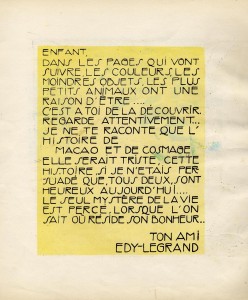 ENFANT,
DANS LES PAGES QUI VONT
SUIVRE, LES COULEURS, LES
MOINDRES OBJETS, LES PLUS
PETITS ANIMAUX ONT UNE
RAISON D'ÊTRE....
C'EST A TOI DE LA DÉCOUVRIR.
REGARDE ATTENTIVEMENT..
JE NE TE RACONTE QUE L'
HISTOIRE DE
MACAO ET DE COSMAGE
ELLE SERAIT TRISTE, CETTE
HISTOIRE, SI JE N'ETAIS PER-
SUADÉ QUE, TOUS DEUX, SONT
HEUREUX AUJOURD'HUI....
LE SEUL MYSTÈRE DE LA VIE
EST PERCÉ, LORSQUE L'ON
SAIT OÙ RÉSIDE, SON BONHEUR..
TON AMI
EDY-LEGRAND